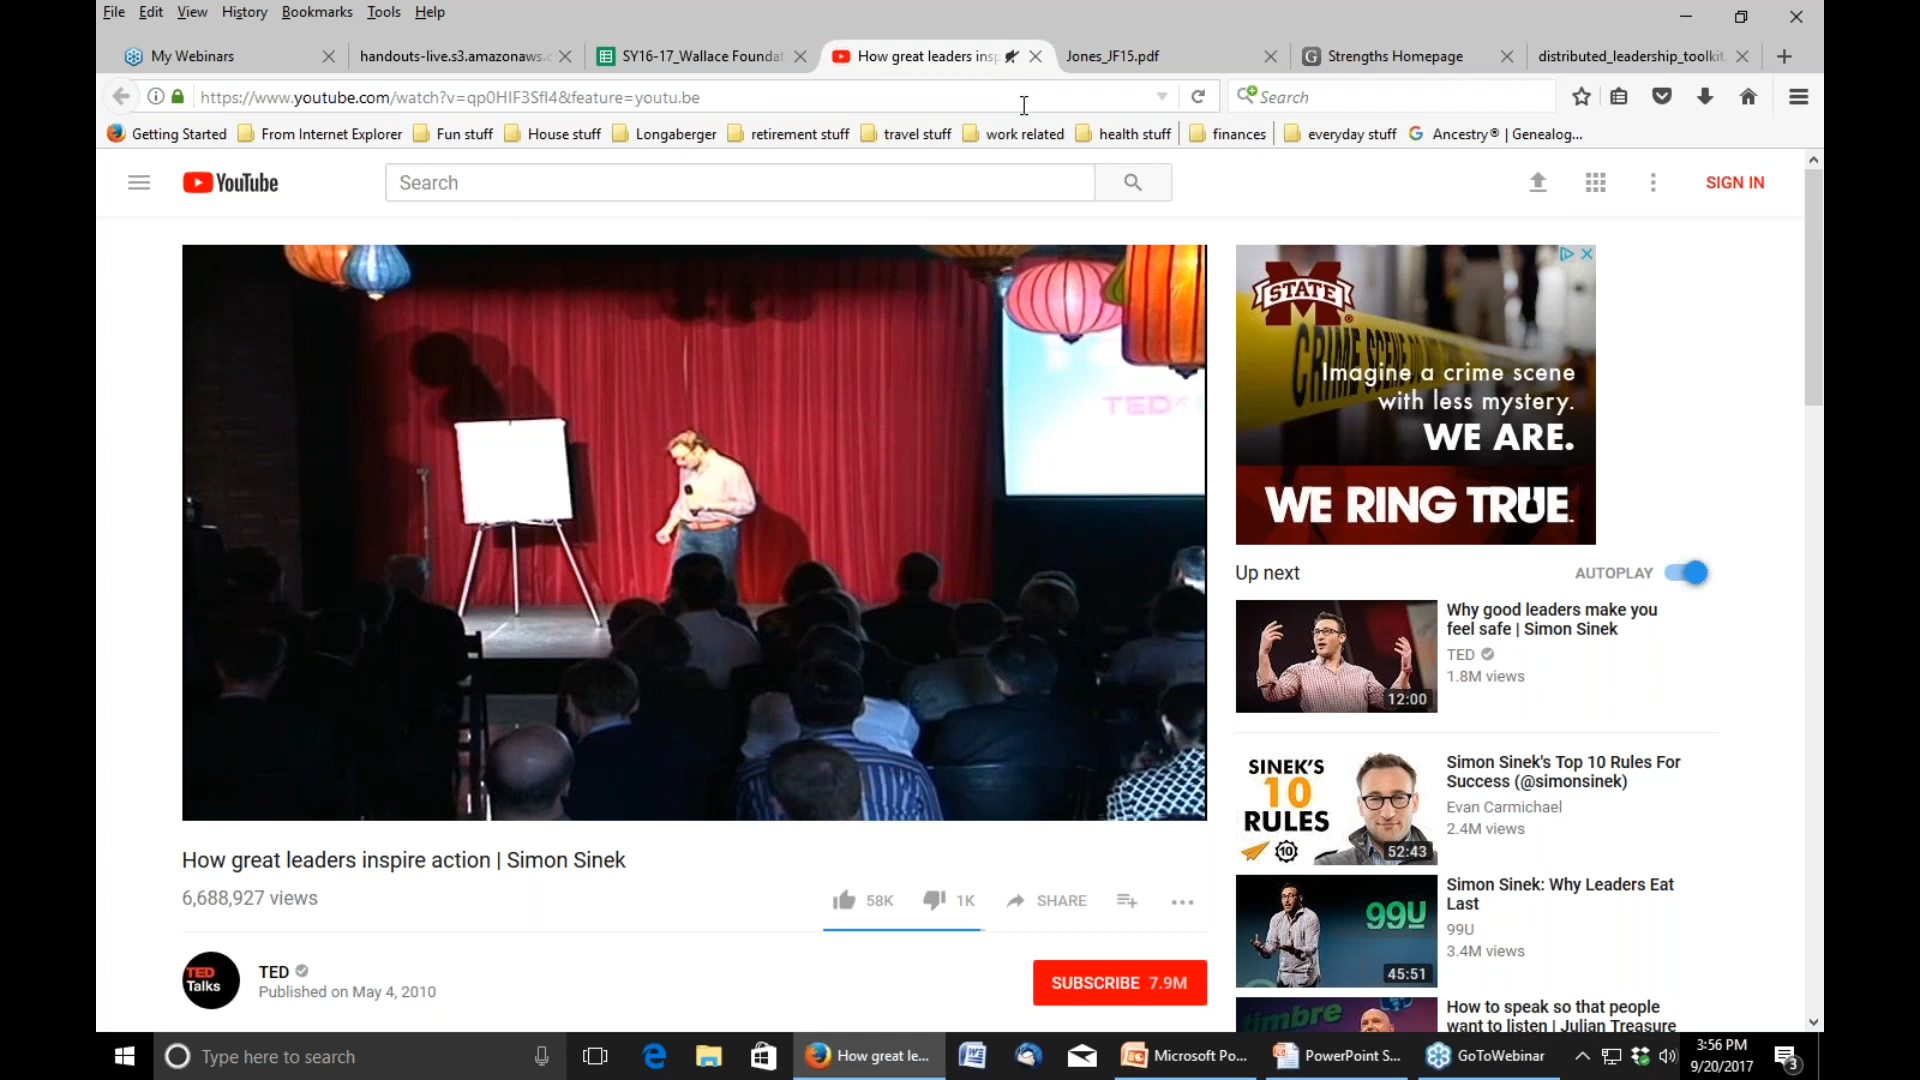 File Edit View History Bookmarks Tools Help
My Webinars
handouts-live.s3.amazonaws.c
SY16-17_Wallace Foundat
How great leaders insp
Jones_JF15.pdf
Strengths Homepage
distributed_leadership_toolkit.
https://www.youtube.com/watch?v=qp0HIF3SfI4&feature=youtu.be
Search
Getting Started
From Internet Explorer
Fun stuff
House stuff
Longaberger
retirement stuff
travel stuff
work related
health stuff
finances
everyday stuff
Ancestry® | Genealog...
YouTube
Search
SIGN IN
TED
STATE
CRIME SCENE
Imagine a crime scene
with less mystery.
WE ARE.
WE RING TRUE
Up next
AUTOPLAY
Why good leaders make you
feel safe | Simon Sinek
TED
1.8M views
12:00
SINEK'S
10
RULES
10
52:43
Simon Sinek's Top 10 Rules For
Success (@simonsinek)
Evan Carmichael
2.4M views
How great leaders inspire action | Simon Sinek
6,688,927 views
58K
1K
SHARE
99U
45:51
Simon Sinek: Why Leaders Eat
Last
99U
3.4M views
TED
Talks
TED
Published on May 4, 2010
SUBSCRIBE 7.9M
How to speak so that people
want to listen | Julian Treasure
Type here to search
How great le...
Microsoft Po...
PowerPoint S...
GoToWebinar
3:56 PM
9/20/2017
3